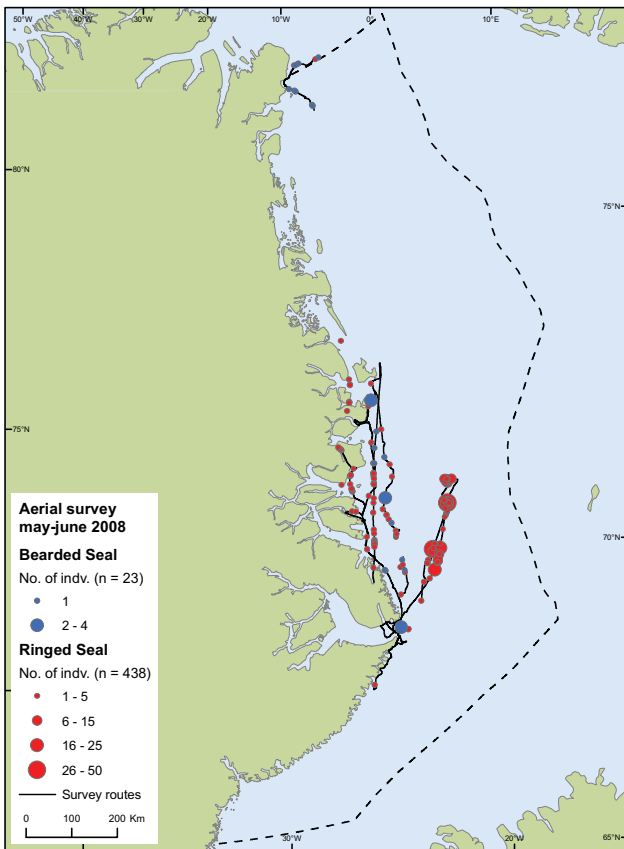 50°W 40°W 30°W 20°W 10°W 0° 10°E
80°N
75°N
75°N
70°N
Aerial survey
may-june 2008
Bearded Seal
No. of indv. (n = 23)
1
2 - 4
Ringed Seal
No. of indv. (n = 438)
1 - 5
6 - 15
16 - 25
26 - 50
Survey routes
0 100 200 Km
30°W 20°W 65°N